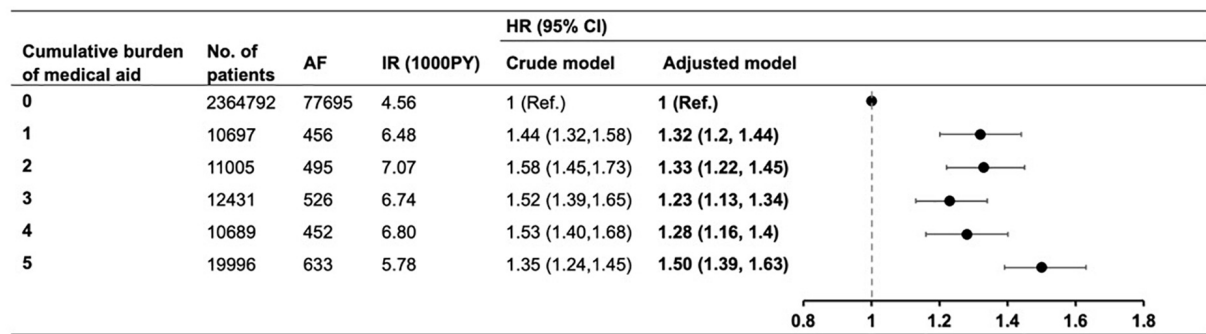 HR (95% CI)
Cumulative burden of medical aid No. of patients AF IR (1000PY) Crude model Adjusted model
0 2364792 77695 4.56 1 (Ref.) 1 (Ref.)
1 10697 456 6.48 1.44 (1.32,1.58) 1.32 (1.2, 1.44)
2 11005 495 7.07 1.58 (1.45,1.73) 1.33 (1.22, 1.45)
3 12431 526 6.74 1.52 (1.39,1.65) 1.23 (1.13, 1.34)
4 10689 452 6.80 1.53 (1.40,1.68) 1.28 (1.16, 1.4)
5 19996 633 5.78 1.35 (1.24,1.45) 1.50 (1.39, 1.63)
0.8 1 1.2 1.4 1.6 1.8